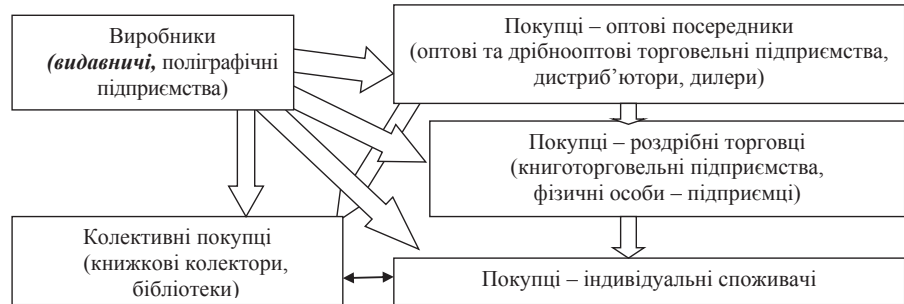 Виробники
(видавничі, поліграфічні
підприємства)
Покупці – оптові посередники
(оптові та дрібнооптові торговельні підприємства,
дистриб’ютори, дилери)
Покупці – роздрібні торговці
(книготорговельні підприємства,
фізичні особи – підприємці)
Колективні покупці
(книжкові колектори,
бібліотеки)
Покупці – індивідуальні споживачі